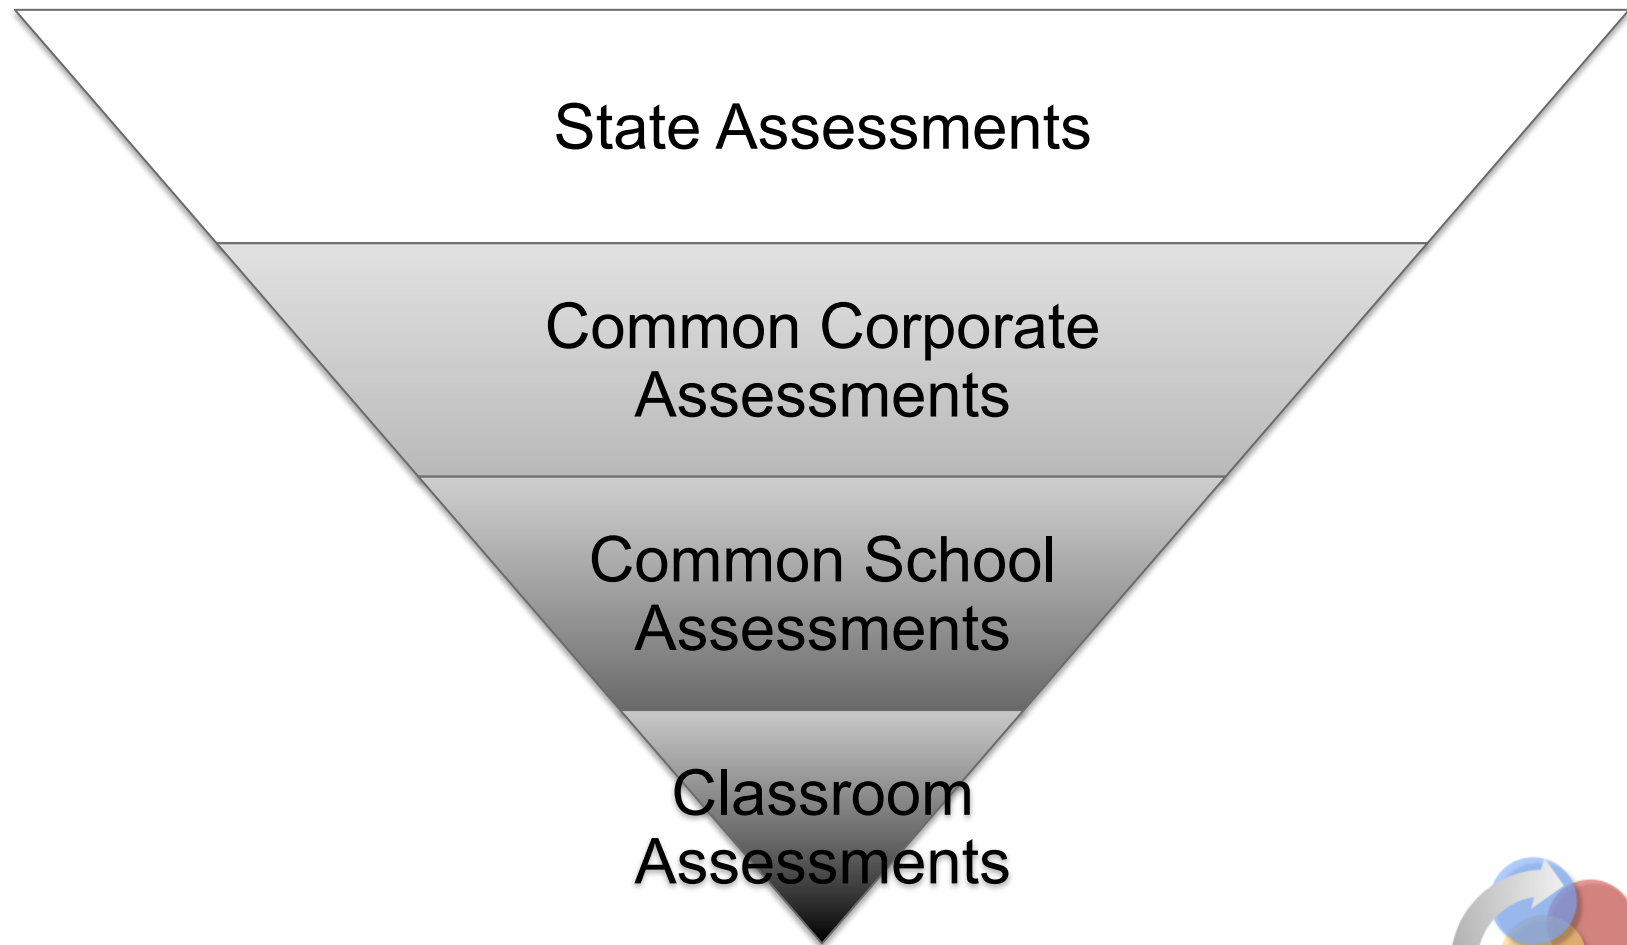 State Assessments
Common Corporate
Assessments
Common School
Assessments
Classroom
Assessments